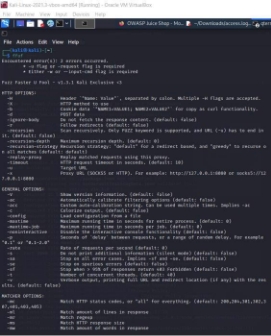 Kali-Linux-2021.3-virt-amd64 [Running] - Oracle VM VirtualBox
File Machine View Input Devices Help
OWASP Juice Shop - Mo...
File Actions Edit View Help
Encountered error(s): 2 errors occurred.
* -u flag or -request flag is required
* Either -w or --input-cmd flag is required
Fuzz Faster U Fool - v1.3.1 Kali Exclusive <3
HTTP OPTIONS:
-H Header `"Name: Value"`, separated by colon. Multiple -H flags are accepted.
-X HTTP method to use
-b Cookie data `"NAME1=VALUE1; NAME2=VALUE2"` for copy as curl functionality.
-d POST data
-ignore-body Do not fetch the response content. (default: false)
-r Follow redirects (default: false)
-recursion Scan recursively. Only FUZZ keyword is supported, and URL (-u) has to end in it. (default: false)
-recursion-depth Maximum recursion depth. (default: 0)
-recursion-strategy Recursion strategy: "default" for a redirect based, and "greedy" to recurse on all matches (default: default)
-replay-proxy Replay matched requests using this proxy.
-timeout HTTP request timeout in seconds. (default: 10)
-u Target URL
-x Proxy URL (SOCKS5 or HTTP). For example: http://127.0.0.1:8080 or socks5://127.0.0.1:8080
GENERAL OPTIONS:
-V Show version information. (default: false)
-ac Automatically calibrate filtering options (default: false)
-acc Custom auto-calibration string. Can be used multiple times. Implies -ac
-c Colorize output. (default: false)
-config Load configuration from a file
-maxtime Maximum running time in seconds for entire process. (default: 0)
-maxtime-job Maximum running time in seconds per job. (default: 0)
-noninteractive Disable the interactive console functionality (default: false)
-p Seconds of `delay` between requests, or a range of random delay. For example "0.1" or "0.1-2.0"
-rate Rate of requests per second (default: 0)
-s Do not print additional information (silent mode) (default: false)
-sa Stop on all error cases. Implies -sf and -se. (default: false)
-se Stop on spurious errors (default: false)
-sf Stop when > 95% of responses return 403 Forbidden (default: false)
-t Number of concurrent threads. (default: 40)
-v Verbose output, printing full URL and redirect location (if any) with the results. (default: false)
MATCHER OPTIONS:
-mc Match HTTP status codes, or "all" for everything.
-ml Match amount of lines in response
-mr Match regexp
-ms Match HTTP response size
-mw Match amount of words in response